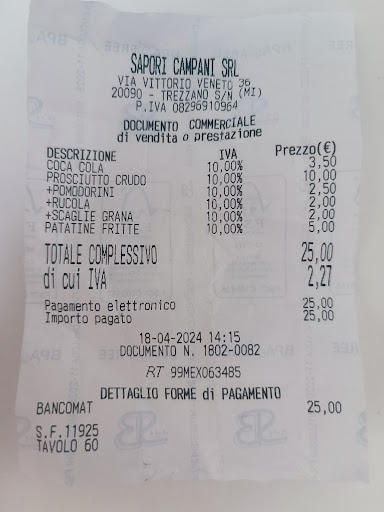 SAPORI CAMPANI SRL
VIA VITTORIO VENETO 36
20090 - TREZZANO S/N (MI)
P.IVA 08296910964
DOCUMENTO COMMERCIALE
di vendita o prestazione
DESCRIZIONE IVA Prezzo(€)
COCA COLA 10,00% 3,50
PROSCIUTTO CRUDO 10,00% 10,00
+POMODORINI 10,00% 2,50
+RUCOLA 10,00% 2,00
+SCAGLIE GRANA 10,00% 2,00
PATATINE FRITTE 10,00% 5,00
TOTALE COMPLESSIVO 25,00
di cui IVA 2,27
Pagamento elettronico 25,00
Importo pagato 25,00
18-04-2024 14:15
DOCUMENTO N. 1802-0082
RT 99MEX063485
DETTAGLIO FORME di PAGAMENTO
BANCOMAT 25,00
S.F.11925
TAVOLO 60